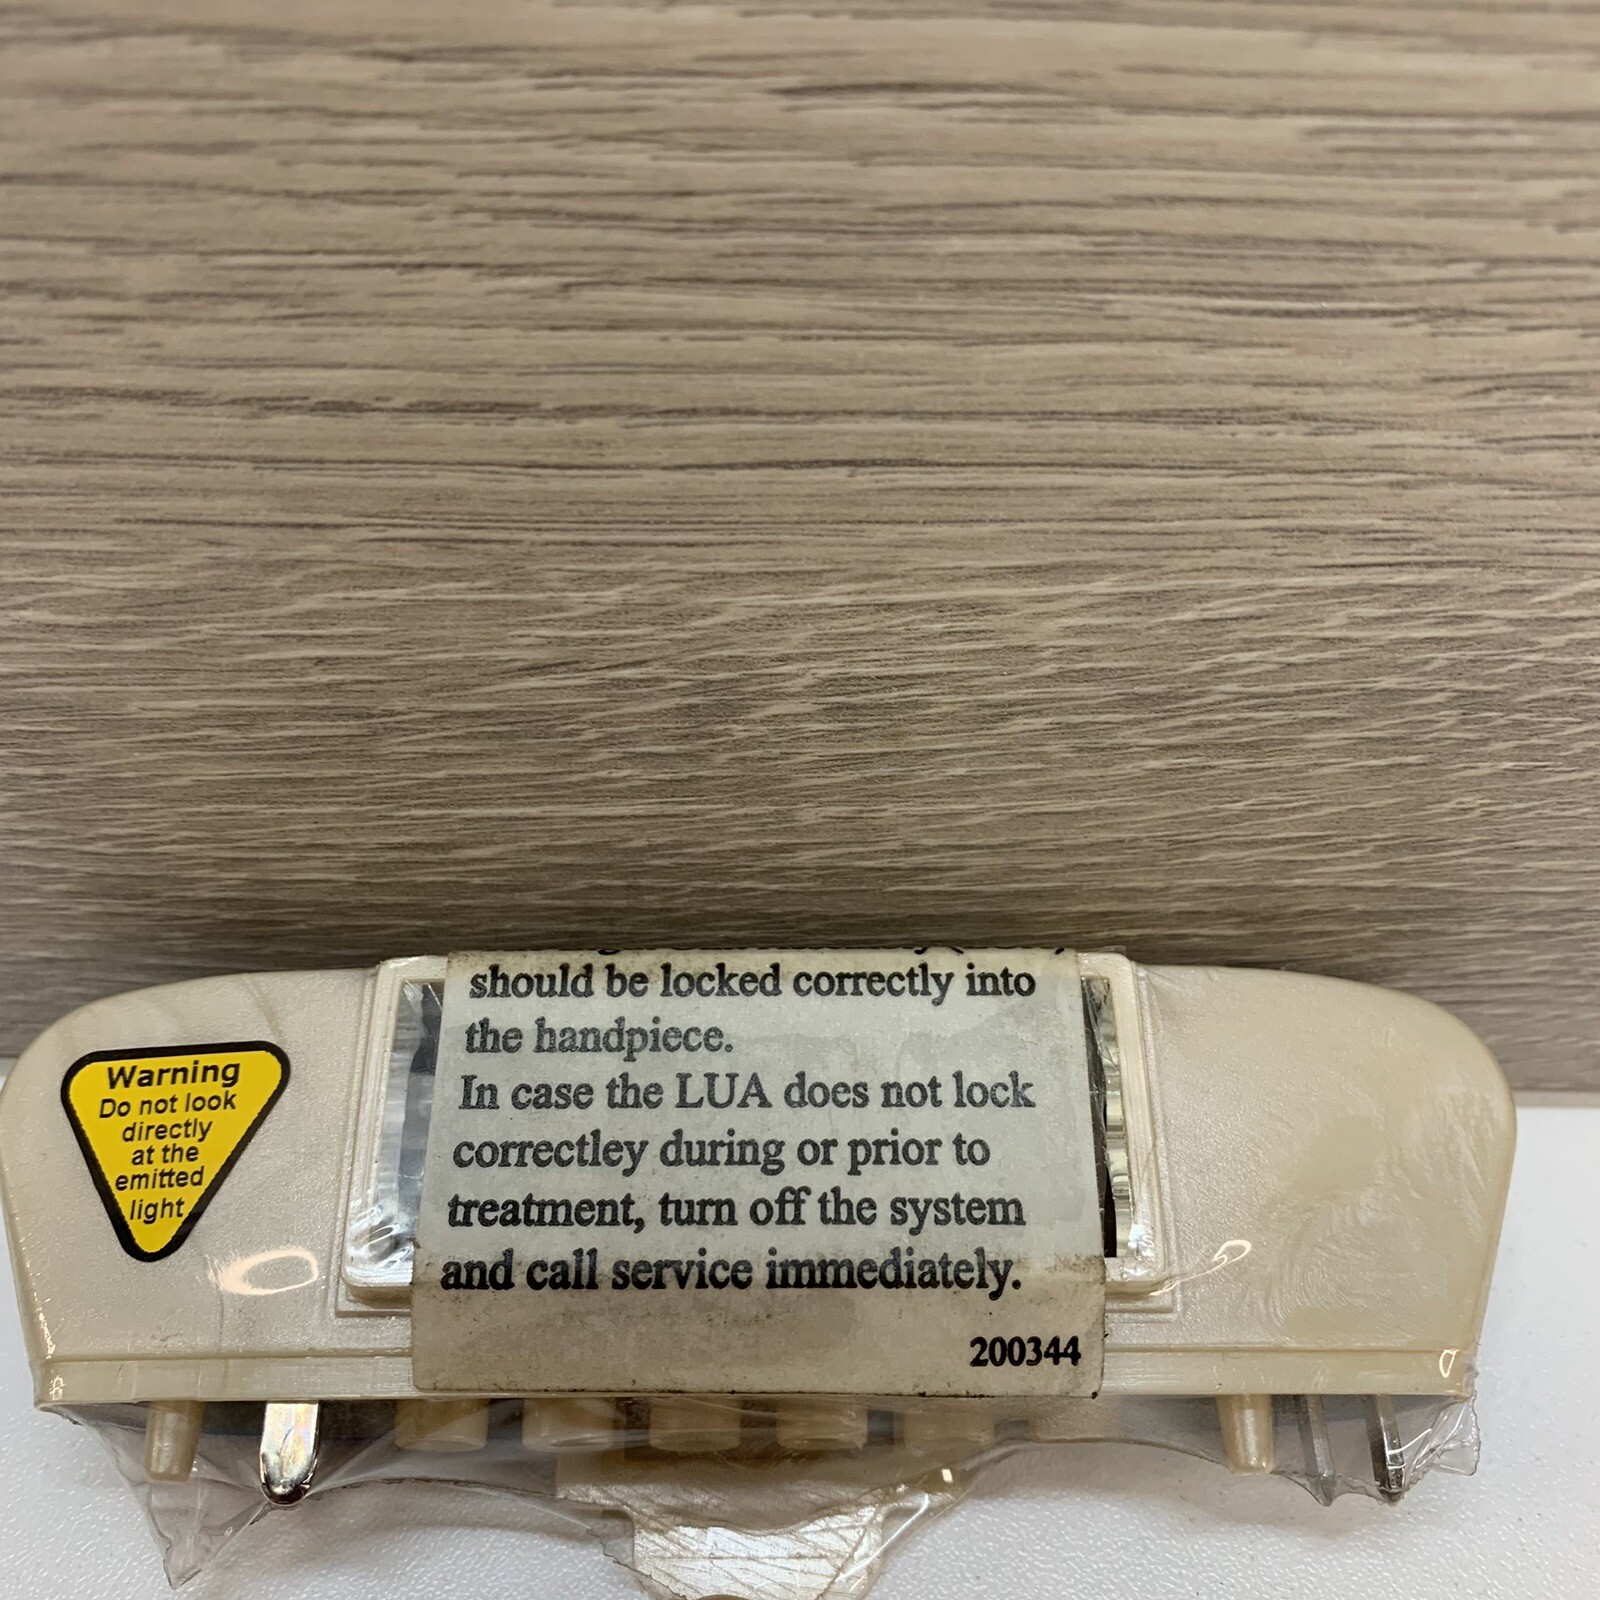 should be locked correctly into
the handpiece.
In case the LUA does not lock
correctley during or prior to
treatment, turn off the system
and call service immediately.
200344
Warning
Do not look
directly
at the
emitted
light